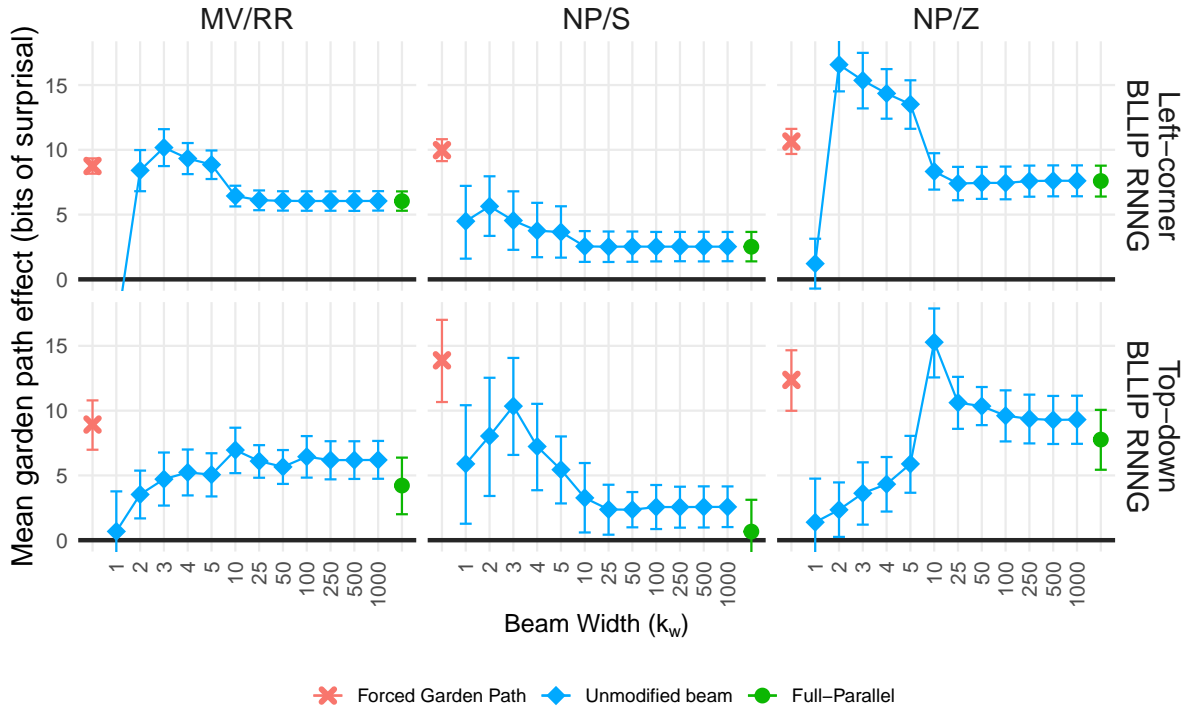 MV/RR NP/S NP/Z
Mean garden path effect (bits of surprisal)
15
10
5
0
Left−corner
BLLIP RNNG
15
10
5
0
Top−down
BLLIP RNNG
1 2 3 4 5 10 25 50 100 250 500 1000 1 2 3 4 5 10 25 50 100 250 500 1000 1 2 3 4 5 10 25 50 100 250 500 1000
Beam Width (kw)
Forced Garden Path Unmodified beam Full−Parallel